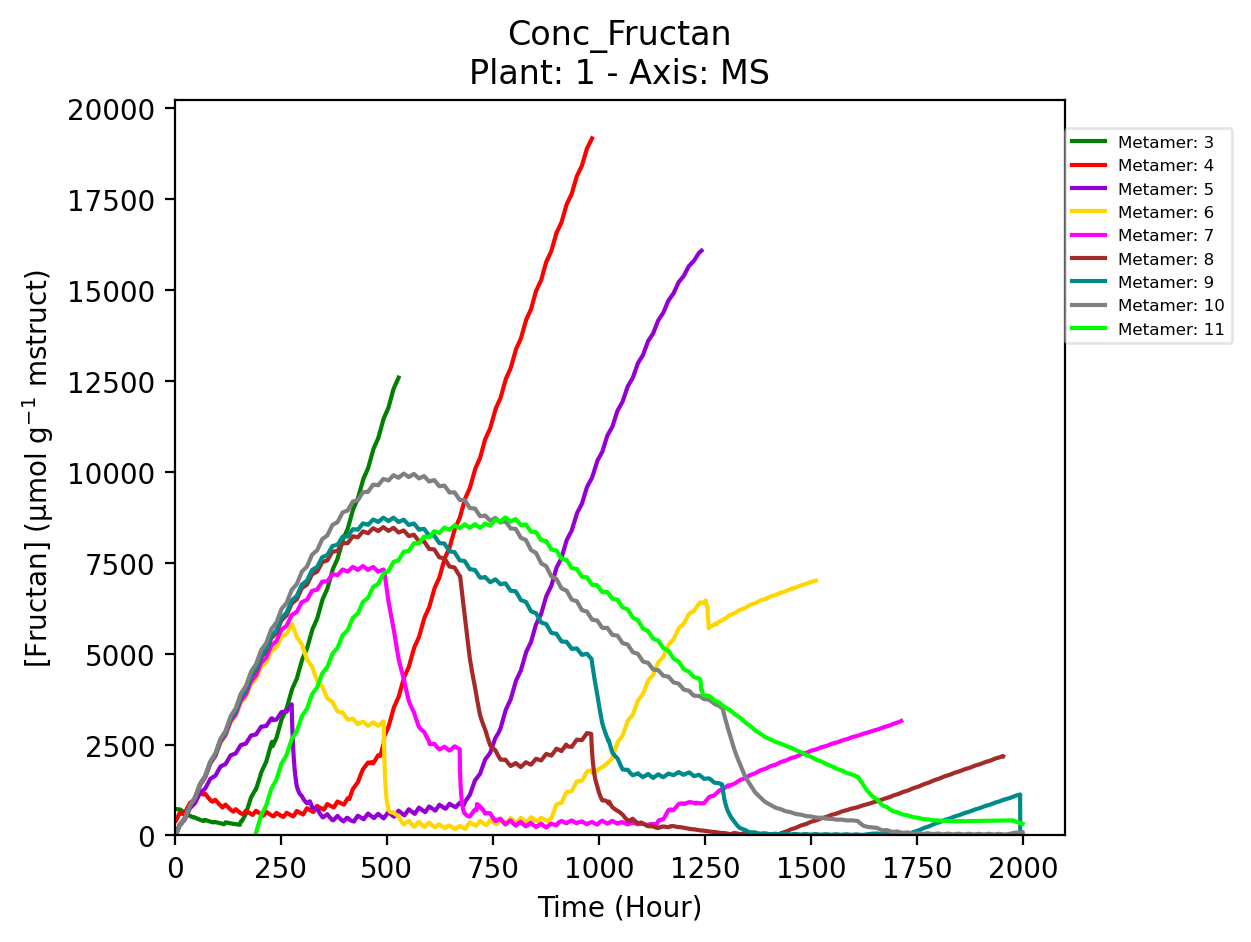 Conc_Fructan
Plant: 1 - Axis: MS
20000
17500
15000
12500
10000
7500
5000
2500
0
[Fructan] (µmol g⁻¹ mstruct)
0 250 500 750 1000 1250 1500 1750 2000
Time (Hour)
Metamer: 3
Metamer: 4
Metamer: 5
Metamer: 6
Metamer: 7
Metamer: 8
Metamer: 9
Metamer: 10
Metamer: 11